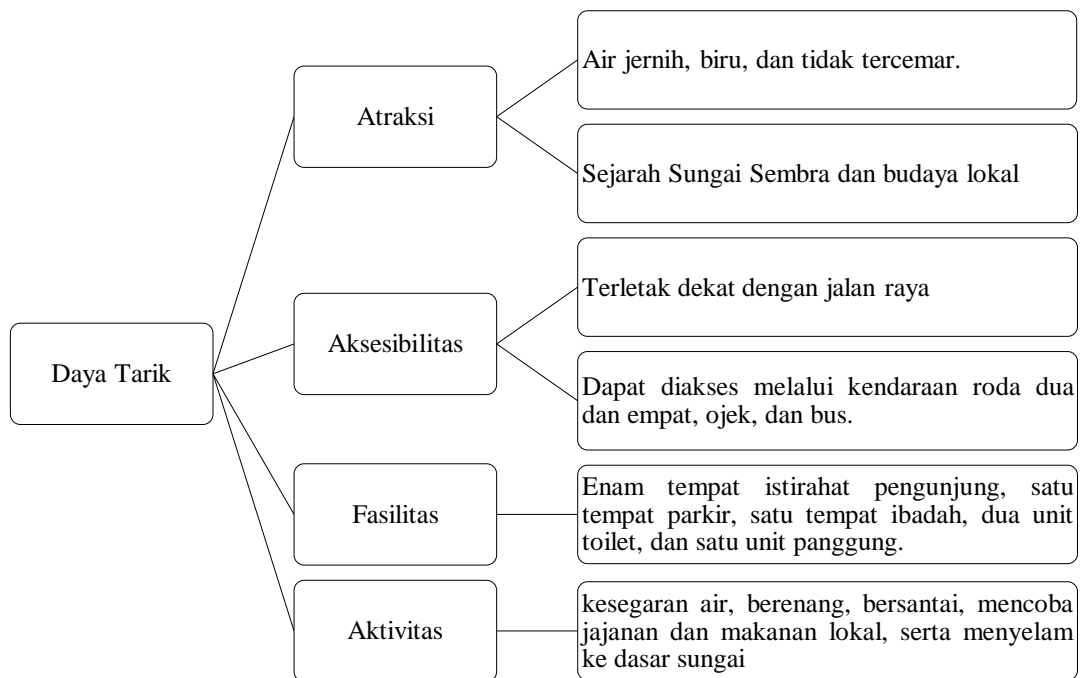 Daya Tarik
Atraksi
Air jernih, biru, dan tidak tercemar.
Sejarah Sungai Sembra dan budaya lokal
Aksesibilitas
Terletak dekat dengan jalan raya
Dapat diakses melalui kendaraan roda dua
dan empat, ojek, dan bus.
Fasilitas
Enam tempat istirahat pengunjung, satu
tempat parkir, satu tempat ibadah, dua unit
toilet, dan satu unit panggung.
Aktivitas
kesegaran air, berenang, bersantai, mencoba
jajanan dan makanan lokal, serta menyelam
ke dasar sungai